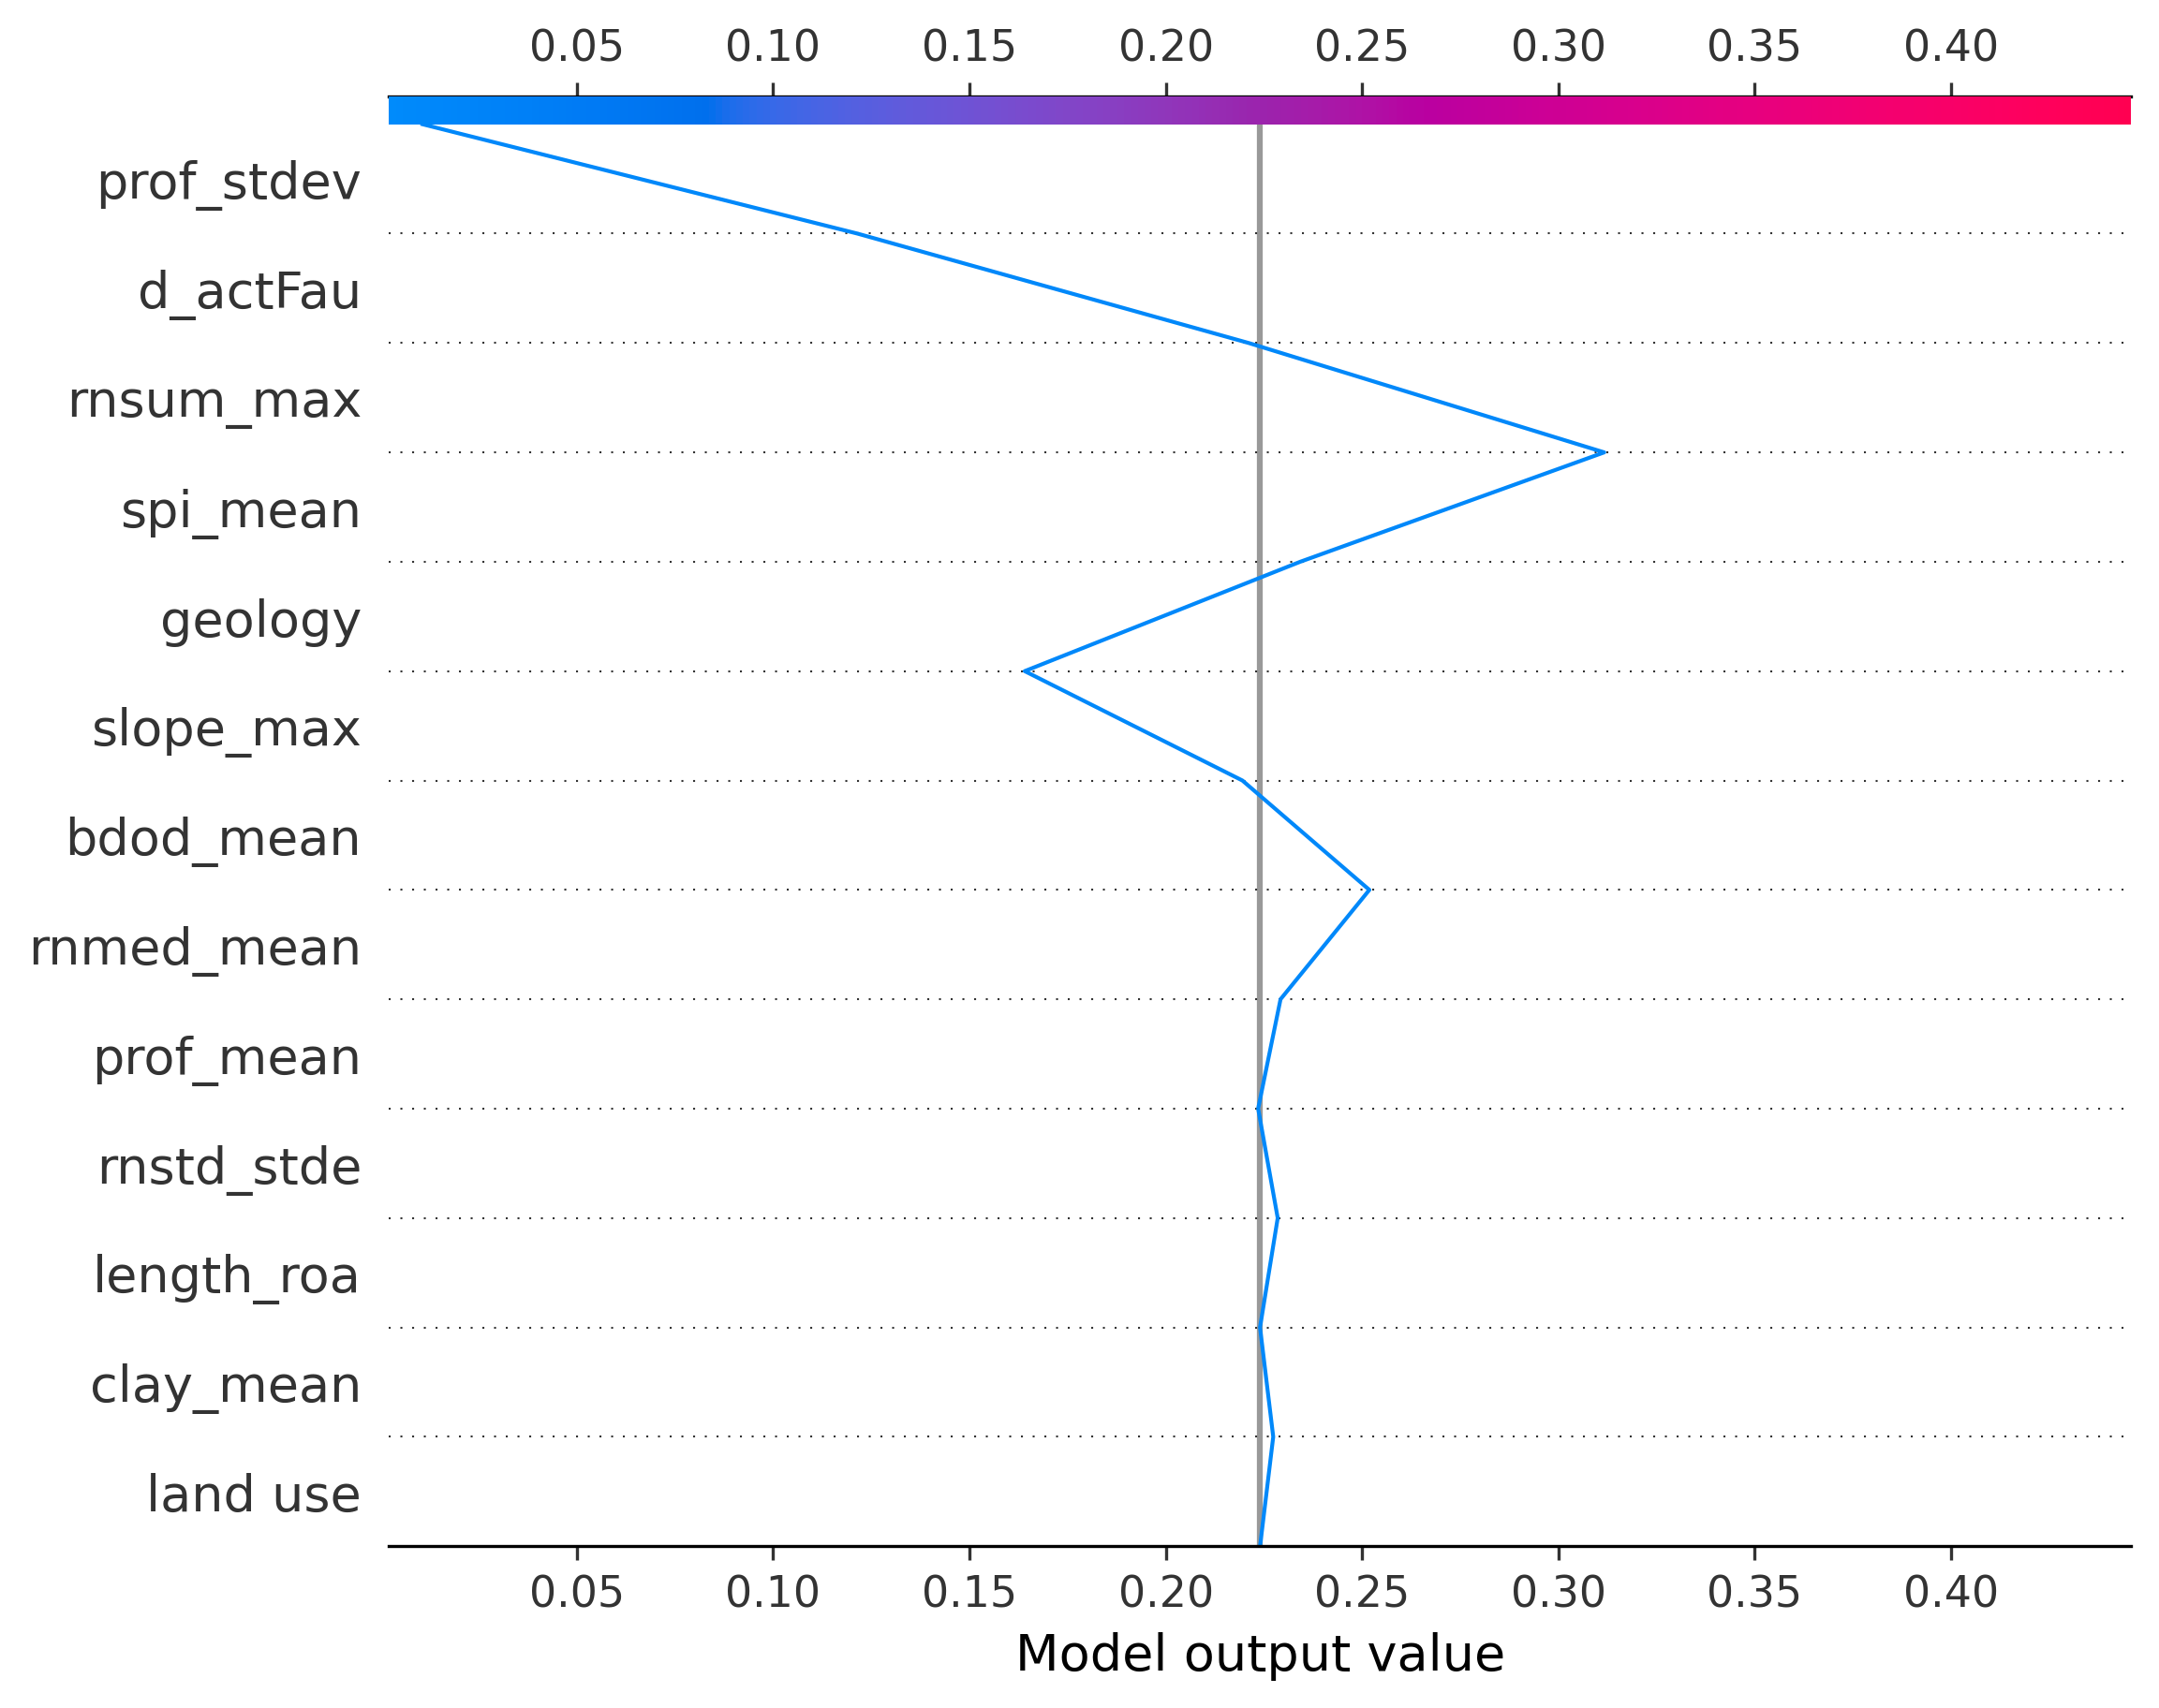 0.05 0.10 0.15 0.20 0.25 0.30 0.35 0.40
prof_stdev
d_actFau
rnsum_max
spi_mean
geology
slope_max
bdod_mean
rnmed_mean
prof_mean
rnstd_stde
length_roa
clay_mean
land use
0.05 0.10 0.15 0.20 0.25 0.30 0.35 0.40
Model output value